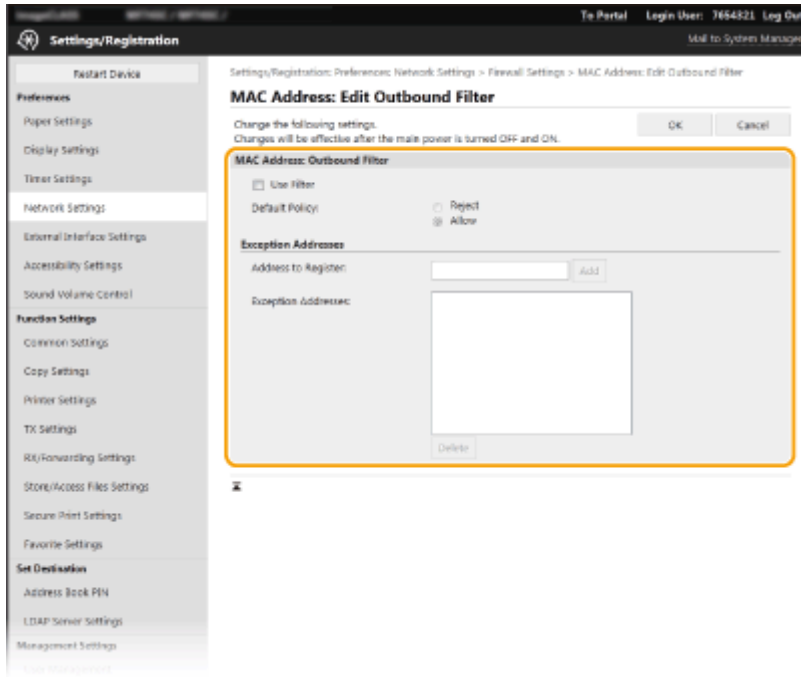 To Portal Login User: 7654321 Log Out
Settings/Registration
Mail to System Manager
Restart Device
Preferences
Paper Settings
Display Settings
Timer Settings
Network Settings
External Interface Settings
Accessibility Settings
Sound Volume Control
Function Settings
Common Settings
Copy Settings
Printer Settings
TX Settings
RX/Forwarding Settings
Store/Access Files Settings
Secure Print Settings
Favorite Settings
Set Destination
Address Book PIN
LDAP Server Settings
Management Settings
Settings/Registration: Preferences: Network Settings > Firewall Settings > MAC Address: Edit Outbound Filter
MAC Address: Edit Outbound Filter
Change the following settings.
Changes will be effective after the main power is turned OFF and ON.
OK Cancel
MAC Address: Outbound Filter
Use Filter
Default Policy: Reject
Allow
Exception Addresses
Address to Register: Add
Exception Addresses:
Delete